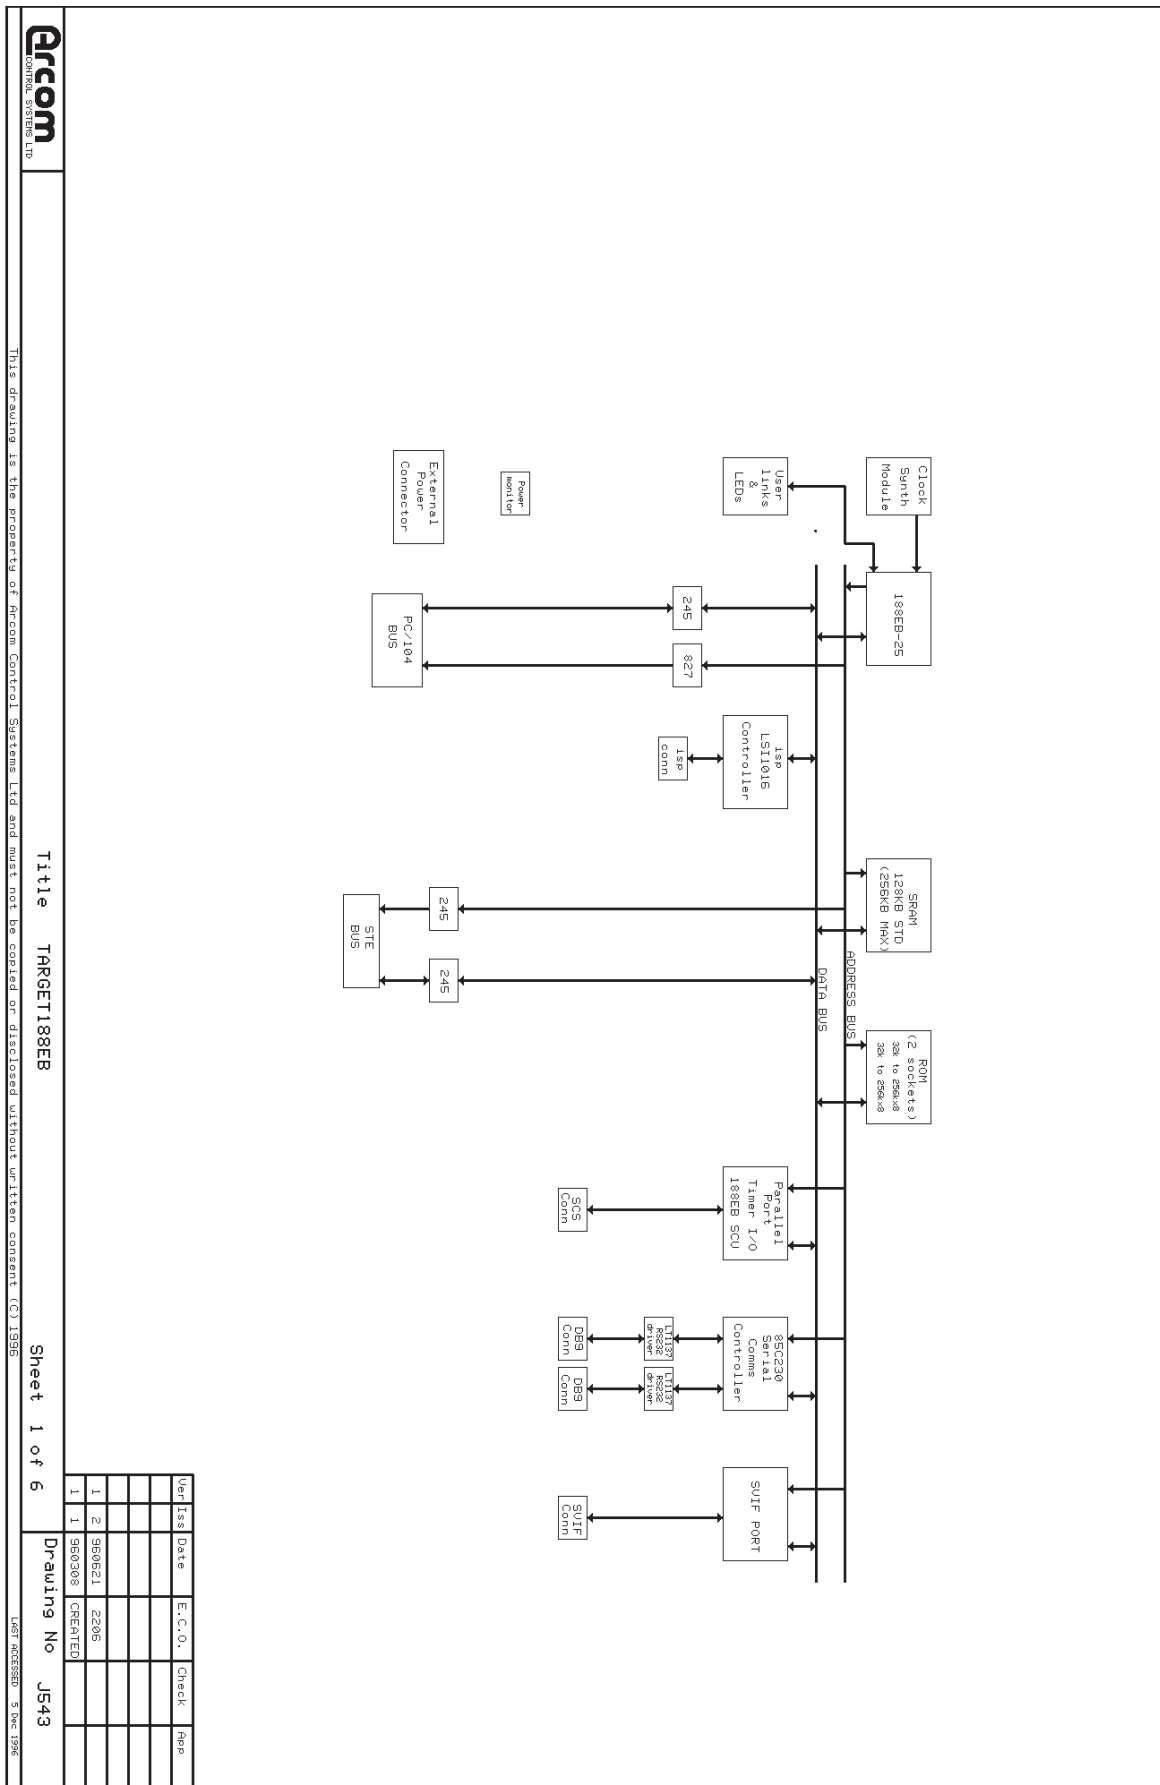 Clock
Synth
Module
188EB-25
SRAM
128KB STD
(256KB MAX)
ROM
(2 sockets)
32k to 256kx8
32k to 256kx8
ADDRESS BUS
DATA BUS
User
links
&
LEDs
isp
LSI1016
Controller
Parallel
Port
Timer I/O
188EB SCU
85C230
Serial
Comms
Controller
SVIF PORT
245
827
isp
conn
LT1137
RS232
driver
LT1137
RS232
driver
Power
monitor
SCS
Conn
DB9
Conn
DB9
Conn
SVIF
Conn
External
Power
Connector
PC/104
BUS
245
245
STE
BUS
Ver Iss Date E.C.O. Check App
1 2 960621 2206
1 1 960308 CREATED
Arcom
CONTROL SYSTEMS LTD
Title TARGET188EB
Sheet 1 of 6
Drawing No J543
This drawing is the property of Arcom Control Systems Ltd and must not be copied or disclosed without written consent (C) 1996
LAST ACCESSED 5 Dec 1996